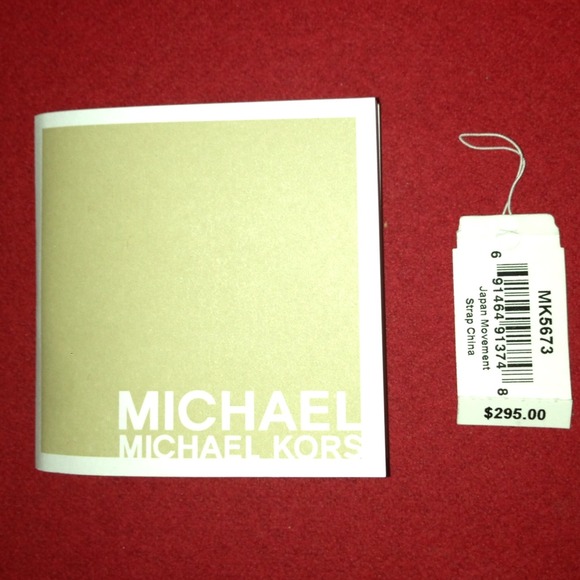 MICHAEL
MICHAEL KORS
MK5673
6 91464 91374 8
Japan Movement
Strap China
$295.00